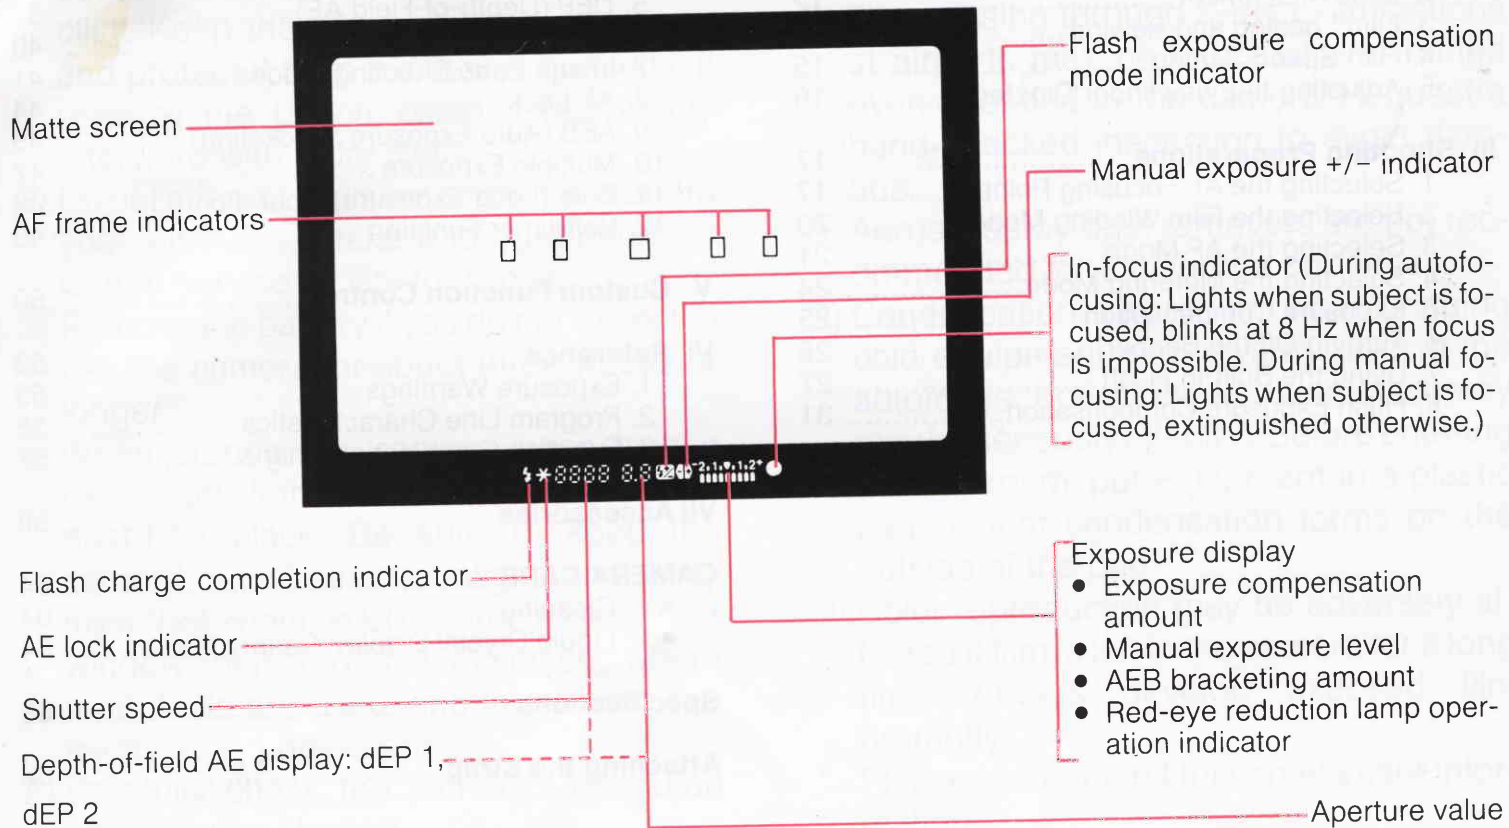 Matte screen
AF frame indicators
Flash exposure compensation
mode indicator
Manual exposure +/− indicator
In-focus indicator (During autofo-
cusing: Lights when subject is fo-
cused, blinks at 8 Hz when focus
is impossible. During manual fo-
cusing: Lights when subject is fo-
cused, extinguished otherwise.)
Flash charge completion indicator
AE lock indicator
Shutter speed
Depth-of-field AE display: dEP 1,
dEP 2
Exposure display
● Exposure compensation
amount
● Manual exposure level
● AEB bracketing amount
● Red-eye reduction lamp oper-
ation indicator
Aperture value